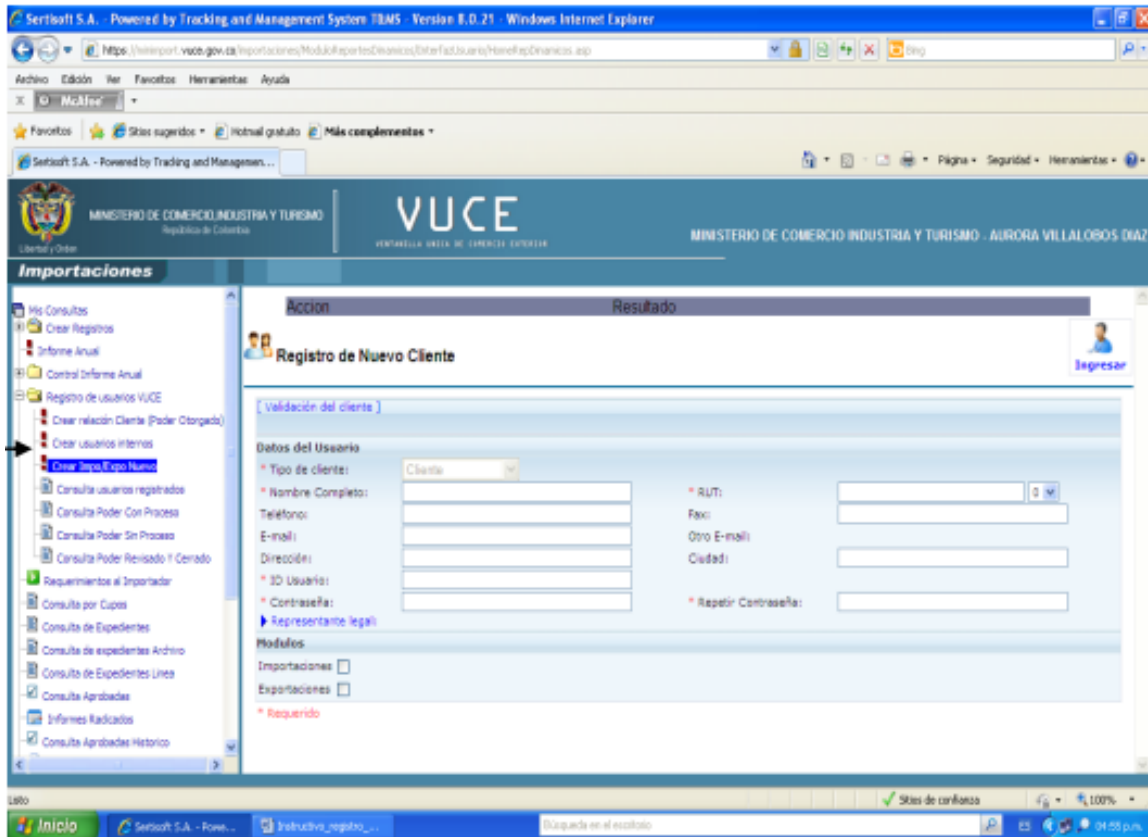 Sertisoft S.A. - Powered by Tracking and Management System T&MS - Version 8.0.21 - Windows Internet Explorer
Bing
Archivo Edición Ver Favoritos Herramientas Ayuda
X McAfee
Favoritos Sitios sugeridos Hotmail gratuito Más complementos
Sertisoft S.A. - Powered by Tracking and Managemen...
Página Seguridad Herramientas
MINISTERIO DE COMERCIO, INDUSTRIA Y TURISMO
República de Colombia
Libertad y Orden
VUCE
VENTANILLA UNICA DE COMERCIO EXTERIOR
MINISTERIO DE COMERCIO INDUSTRIA Y TURISMO - AURORA VILLALOBOS DIAZ
Importaciones
Mis Consultas
Crear Registros
Informe Anual
Control Informe Anual
Registro de usuarios VUCE
Crear relación Cliente (Poder Otorgado)
Crear usuarios internos
Crear Impo/Expo Nuevo
Consulta usuarios registrados
Consulta Poder Con Proceso
Consulta Poder Sin Proceso
Consulta Poder Revisado Y Cerrado
Requerimientos al Importador
Consulta por Cupos
Consulta de Expedientes
Consulta de expedientes Archivo
Consulta de Expedientes Linea
Consulta Aprobadas
Informes Radicados
Consulta Aprobadas Historico
Accion Resultado
Registro de Nuevo Cliente
Ingresar
[ Validación del cliente ]
Datos del Usuario
* Tipo de cliente: Cliente
* Nombre Completo: * RUT: 0
Teléfono: Fax:
E-mail: Otro E-mail:
Dirección: Ciudad:
* ID Usuario:
* Contraseña: * Repetir Contraseña:
Representante legal:
Modulos
Importaciones
Exportaciones
* Requerido
Listo Sitios de confianza 100%
Inicio Sertisoft S.A. - Powe... Instructivo_registro_... Búsqueda en el escritorio ES 04:55 p.m.